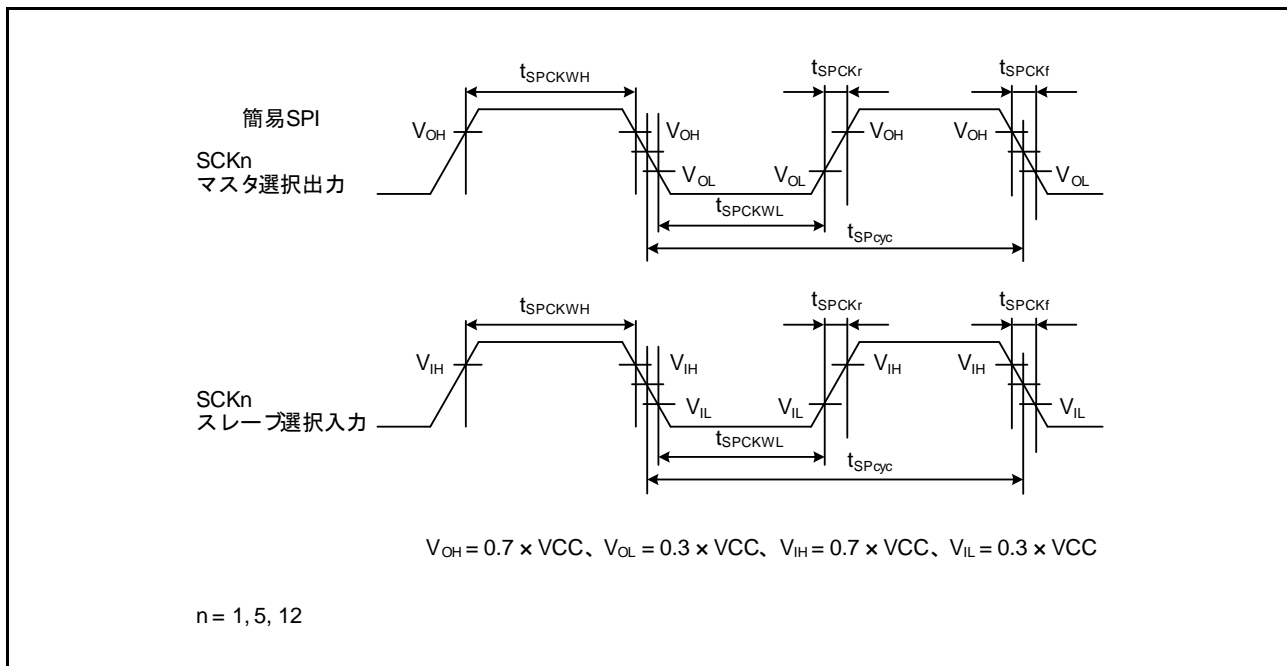 tSPCKWH
tSPCKr
tSPCKf
簡易SPI
VOH
VOH
VOH
VOH
SCKn
マスタ選択出力
VOL
VOL
VOL
tSPCKWL
tSPcyc
tSPCKWH
tSPCKr
tSPCKf
VIH
VIH
VIH
VIH
SCKn
スレーブ選択入力
VIL
VIL
VIL
tSPCKWL
tSPcyc
VOH = 0.7 × VCC、VOL = 0.3 × VCC、VIH = 0.7 × VCC、VIL = 0.3 × VCC
n = 1, 5, 12